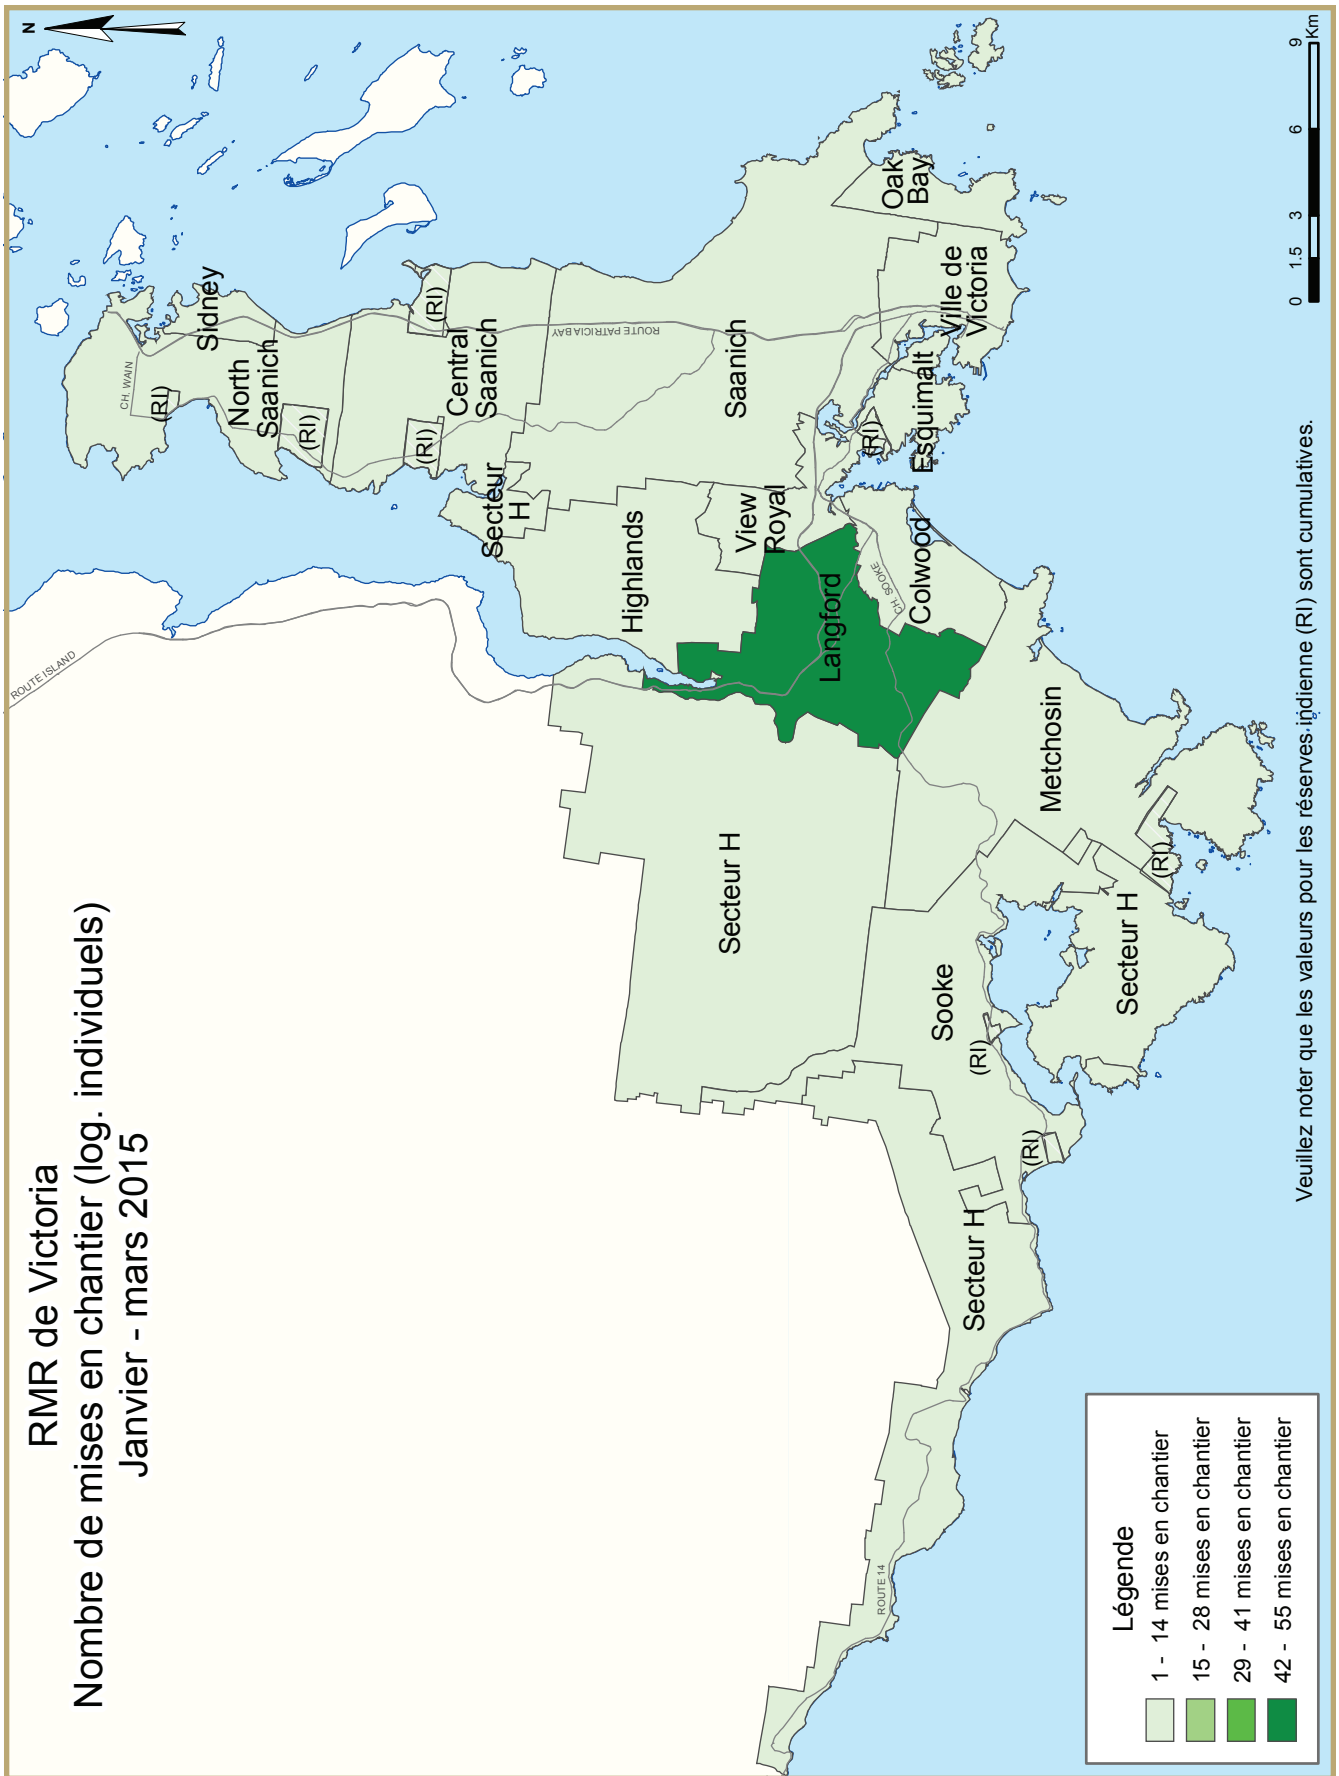 RMR de Victoria
Nombre de mises en chantier (log. individuels)
Janvier - mars 2015
N
ROUTE ISLAND
CH. WAIN
(RI)
Sidney
North
Saanich
(RI)
(RI)
(RI)
Central
Saanich
Secteur
H
ROUTE PATRICIA BAY
Saanich
Highlands
View
Royal
Oak
Bay
Ville de
Victoria
Esquimalt
(RI)
Langford
CH. SOOKE
Colwood
Metchosin
(RI)
Secteur H
Sooke
(RI)
Secteur H
(RI)
Secteur H
ROUTE 14
Légende
1 - 14 mises en chantier
15 - 28 mises en chantier
29 - 41 mises en chantier
42 - 55 mises en chantier
0 1.5 3 6 9
Km
Veuillez noter que les valeurs pour les réserves indienne (RI) sont cumulatives.